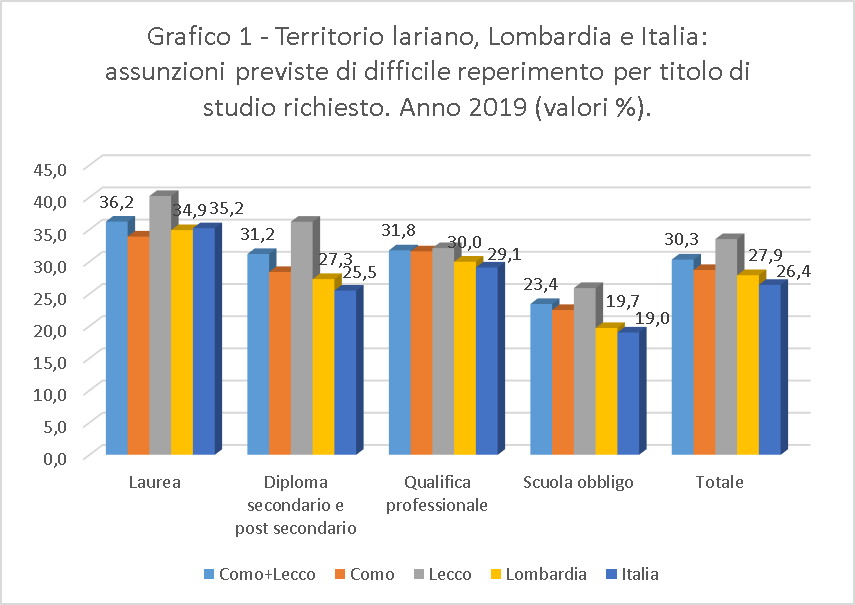 Grafico 1 - Territorio lariano, Lombardia e Italia:
assunzioni previste di difficile reperimento per titolo di
studio richiesto. Anno 2019 (valori %).
45,0
40,0
35,0
30,0
25,0
20,0
15,0
10,0
5,0
0,0
36,2
34,9
35,2
31,2
27,3
25,5
31,8
30,0
29,1
23,4
19,7
19,0
30,3
27,9
26,4
Laurea
Diploma
secondario e
post secondario
Qualifica
professionale
Scuola obbligo
Totale
Como+Lecco
Como
Lecco
Lombardia
Italia